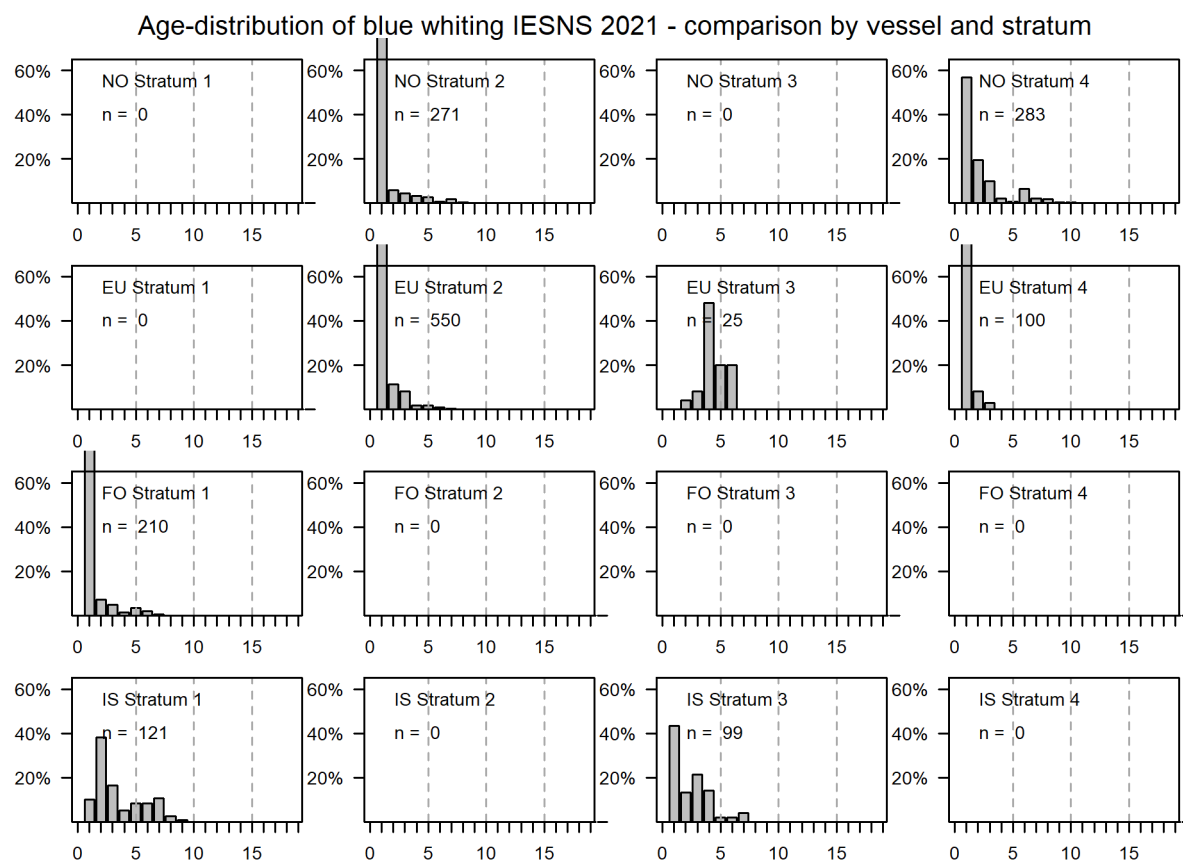 Age-distribution of blue whiting IESNS 2021 - comparison by vessel and stratum
60% 60% 60% 60%
NO Stratum 1 NO Stratum 2 NO Stratum 3 NO Stratum 4
40% 40% 40% 40%
n = 0 n = 271 n = 0 n = 283
20% 20% 20% 20%
0 5 10 15 0 5 10 15 0 5 10 15 0 5 10 15
60% 60% 60% 60%
EU Stratum 1 EU Stratum 2 EU Stratum 3 EU Stratum 4
40% 40% 40% 40%
n = 0 n = 550 n = 25 n = 100
20% 20% 20% 20%
0 5 10 15 0 5 10 15 0 5 10 15 0 5 10 15
60% 60% 60% 60%
FO Stratum 1 FO Stratum 2 FO Stratum 3 FO Stratum 4
40% 40% 40% 40%
n = 210 n = 0 n = 0 n = 0
20% 20% 20% 20%
0 5 10 15 0 5 10 15 0 5 10 15 0 5 10 15
60% 60% 60% 60%
IS Stratum 1 IS Stratum 2 IS Stratum 3 IS Stratum 4
40% 40% 40% 40%
n = 121 n = 0 n = 99 n = 0
20% 20% 20% 20%
0 5 10 15 0 5 10 15 0 5 10 15 0 5 10 15